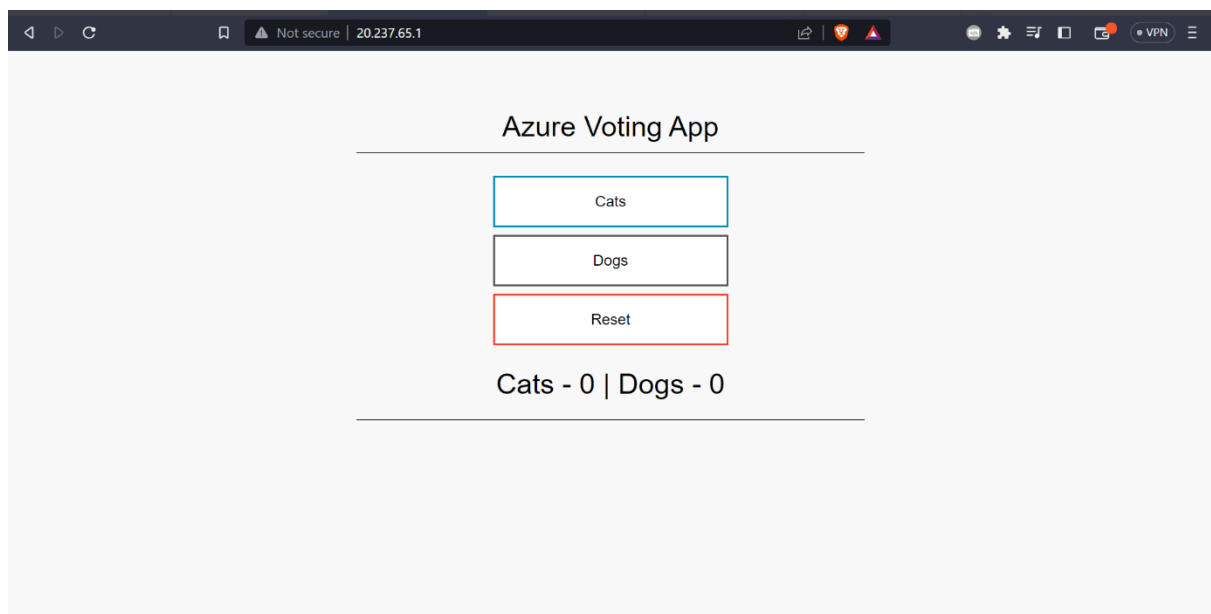 Not secure | 20.237.65.1
VPN
Azure Voting App
Cats
Dogs
Reset
Cats - 0 | Dogs - 0